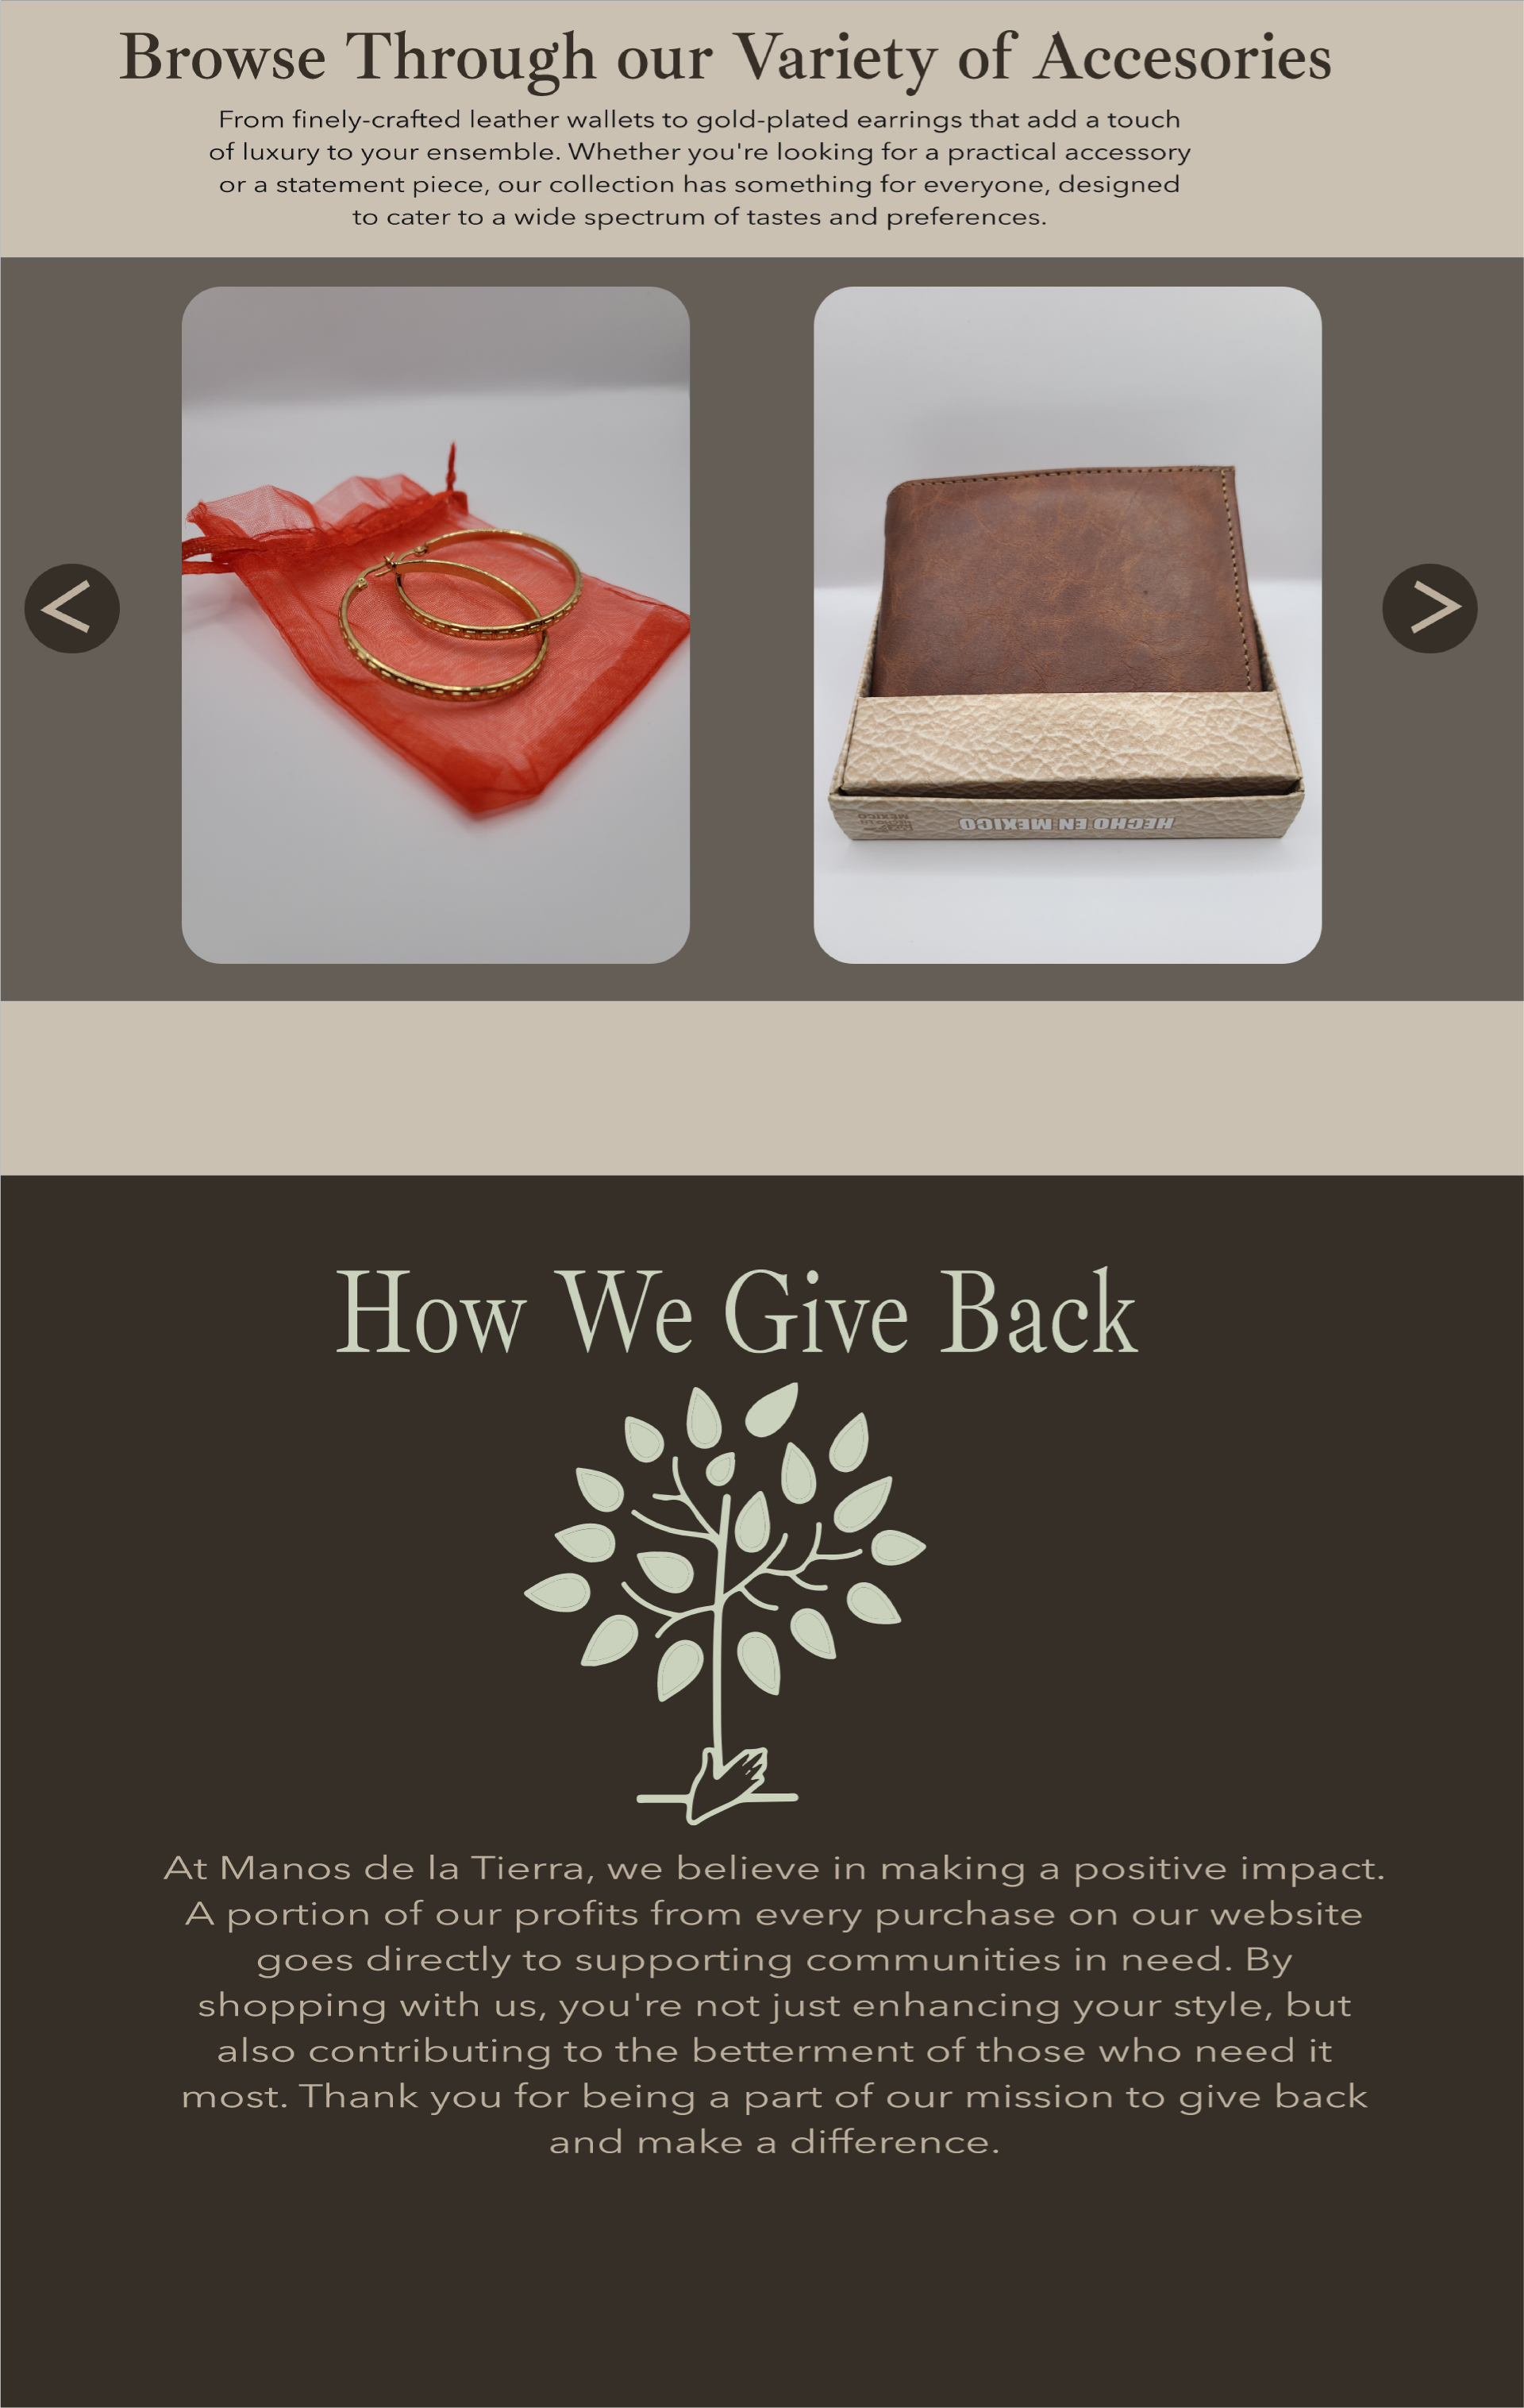 Browse Through our Variety of Accesories
From finely-crafted leather wallets to gold-plated earrings that add a touch
of luxury to your ensemble. Whether you're looking for a practical accessory
or a statement piece, our collection has something for everyone, designed
to cater to a wide spectrum of tastes and preferences.
HECHO EN MEXICO
How We Give Back
At Manos de la Tierra, we believe in making a positive impact.
A portion of our profits from every purchase on our website
goes directly to supporting communities in need. By
shopping with us, you're not just enhancing your style, but
also contributing to the betterment of those who need it
most. Thank you for being a part of our mission to give back
and make a difference.